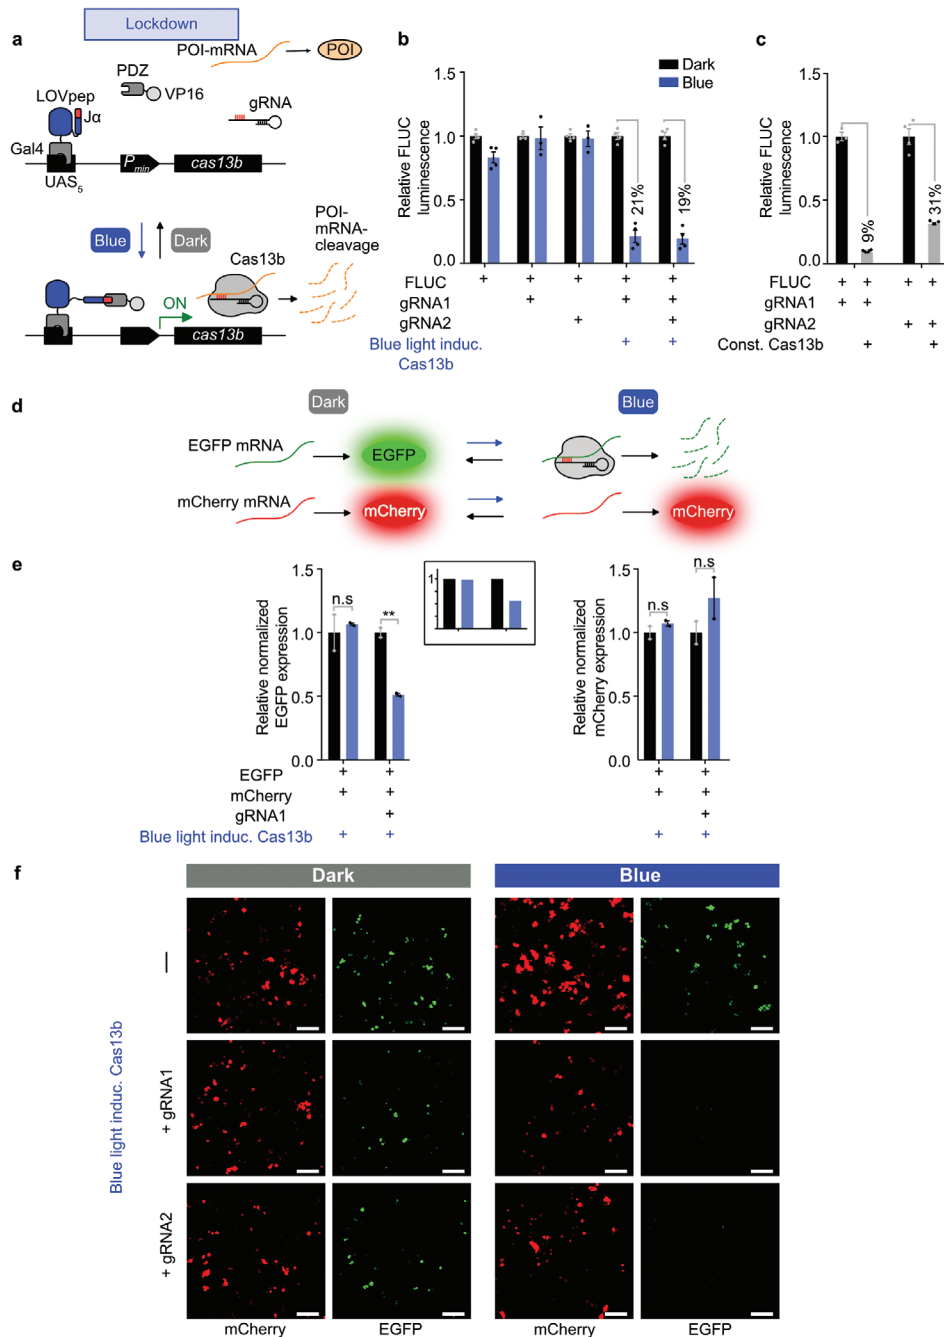 a
Lockdown
POI-mRNA
POI
PDZ
VP16
LOVpep
Jα
gRNA
Gal4
UAS5
Pmin
cas13b
Blue
Dark
POI-
mRNA-
cleavage
Cas13b
ON
cas13b
b
Dark
Blue
Relative FLUC
luminescence
1.5
1.0
0.5
0.0
21%
19%
FLUC + + + + +
gRNA1 + + +
gRNA2 + +
Blue light induc. + +
Cas13b
c
Relative FLUC
luminescence
1.5
1.0
0.5
0.0
9%
31%
FLUC + + + +
gRNA1 + +
gRNA2 + +
Const. Cas13b + +
d
Dark
Blue
EGFP mRNA
EGFP
mCherry mRNA
mCherry
mCherry
e
Relative normalized
EGFP expression
1.5
1.0
0.5
0.0
n.s
**
1
EGFP + +
mCherry + +
gRNA1 +
Blue light induc. Cas13b + +
Relative normalized
mCherry expression
1.5
1.0
0.5
0.0
n.s
n.s
+ +
+ +
+
+ +
f
Dark
Blue
Blue light induc. Cas13b
—
+ gRNA1
+ gRNA2
mCherry
EGFP
mCherry
EGFP